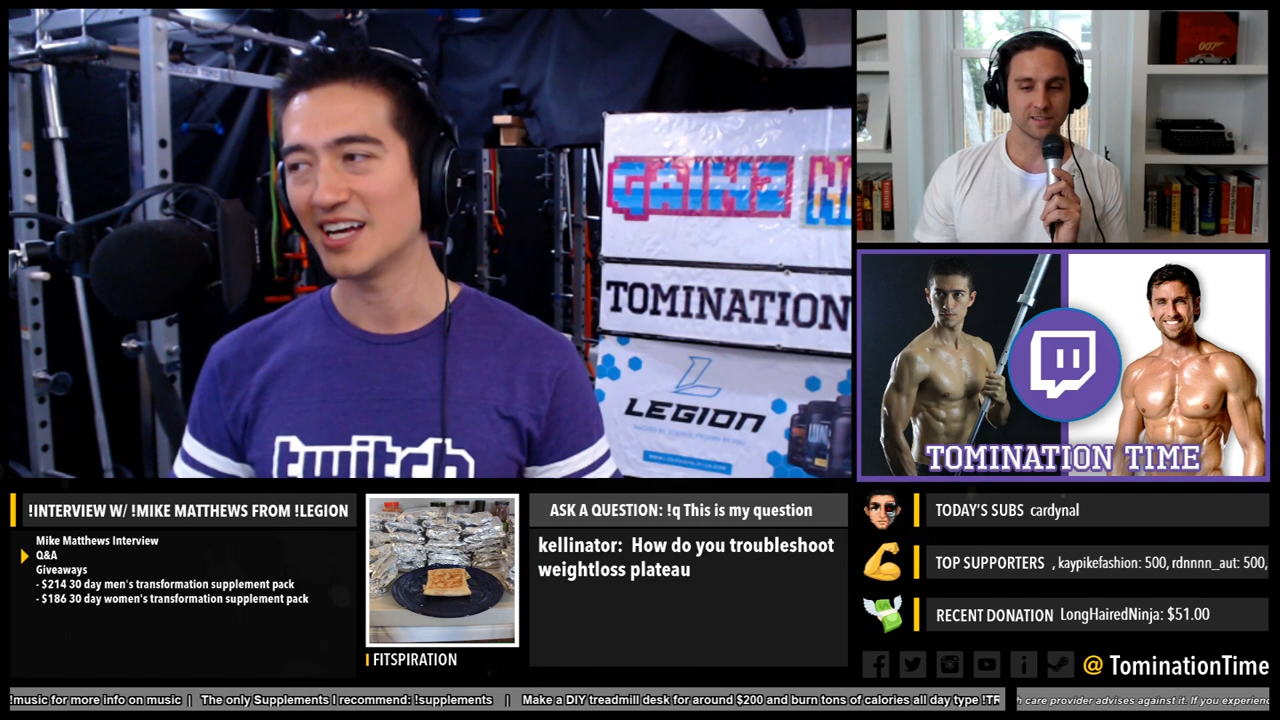 GAINZ
TOMINATION
LEGION
twitch
007
TOMINATION TIME
!INTERVIEW W/ !MIKE MATTHEWS FROM !LEGION
Mike Matthews Interview
Q&A
Giveaways
- $214 30 day men's transformation supplement pack
- $186 30 day women's transformation supplement pack
FITSPIRATION
ASK A QUESTION: !q This is my question
kellinator: How do you troubleshoot
weightloss plateau
TODAY'S SUBS cardynal
TOP SUPPORTERS , kaypikefashion: 500, rdnnnn_aut: 500,
RECENT DONATION LongHairedNinja: $51.00
@ TominationTime
!music for more info on music | The only Supplements I recommend: !supplements | Make a DIY treadmill desk for around $200 and burn tons of calories all day type !TR
h care provider advises against it. If you experienc